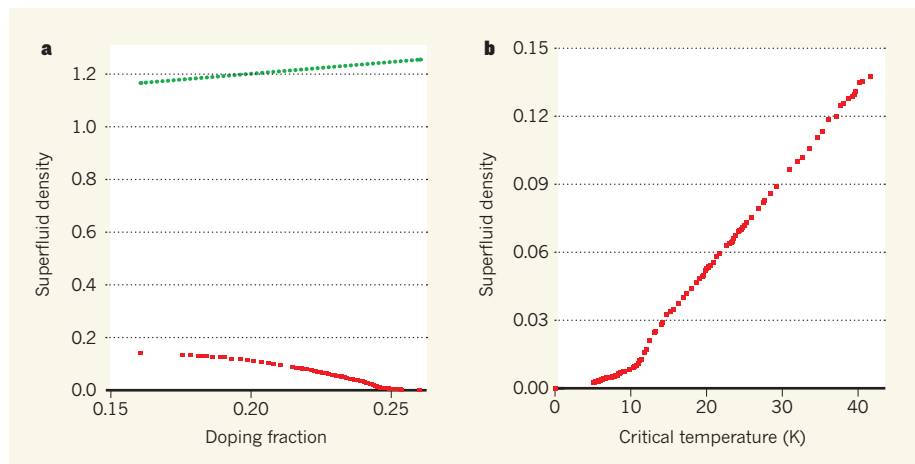 a
1.2
1.0
0.8
0.6
0.4
0.2
0.0
Superfluid density
0.15 0.20 0.25
Doping fraction
b
0.15
0.12
0.09
0.06
0.03
0.00
Superfluid density
0 10 20 30 40
Critical temperature (K)